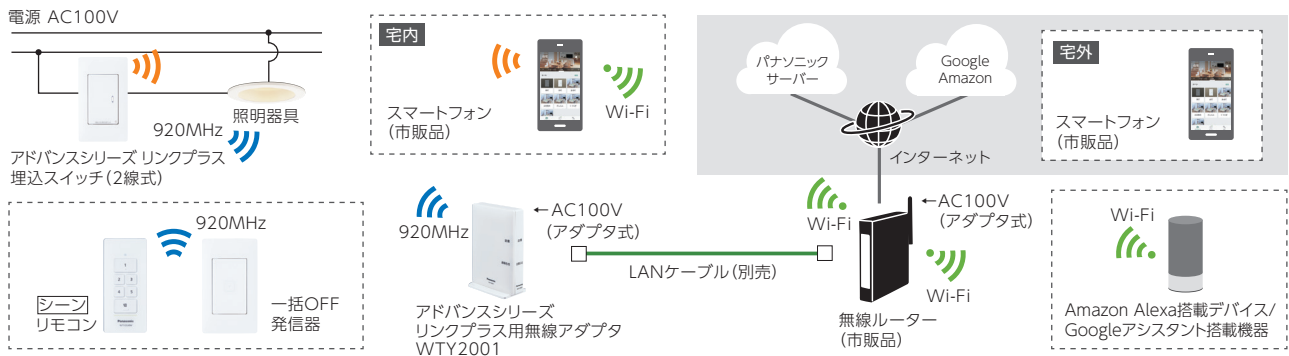 電源 AC100V
照明器具
920MHz
アドバンスシリーズ リンクプラス
埋込スイッチ(2線式)
宅内
スマートフォン
(市販品)
Wi-Fi
パナソニック
サーバー
Google
Amazon
インターネット
宅外
スマートフォン
(市販品)
920MHz
シーン
リモコン
一括OFF
発信器
920MHz
←AC100V
(アダプタ式)
アドバンスシリーズ
リンクプラス用無線アダプタ
WTY2001
LANケーブル(別売)
Wi-Fi
←AC100V
(アダプタ式)
Wi-Fi
無線ルーター
(市販品)
Wi-Fi
Amazon Alexa搭載デバイス/
Googleアシスタント搭載機器